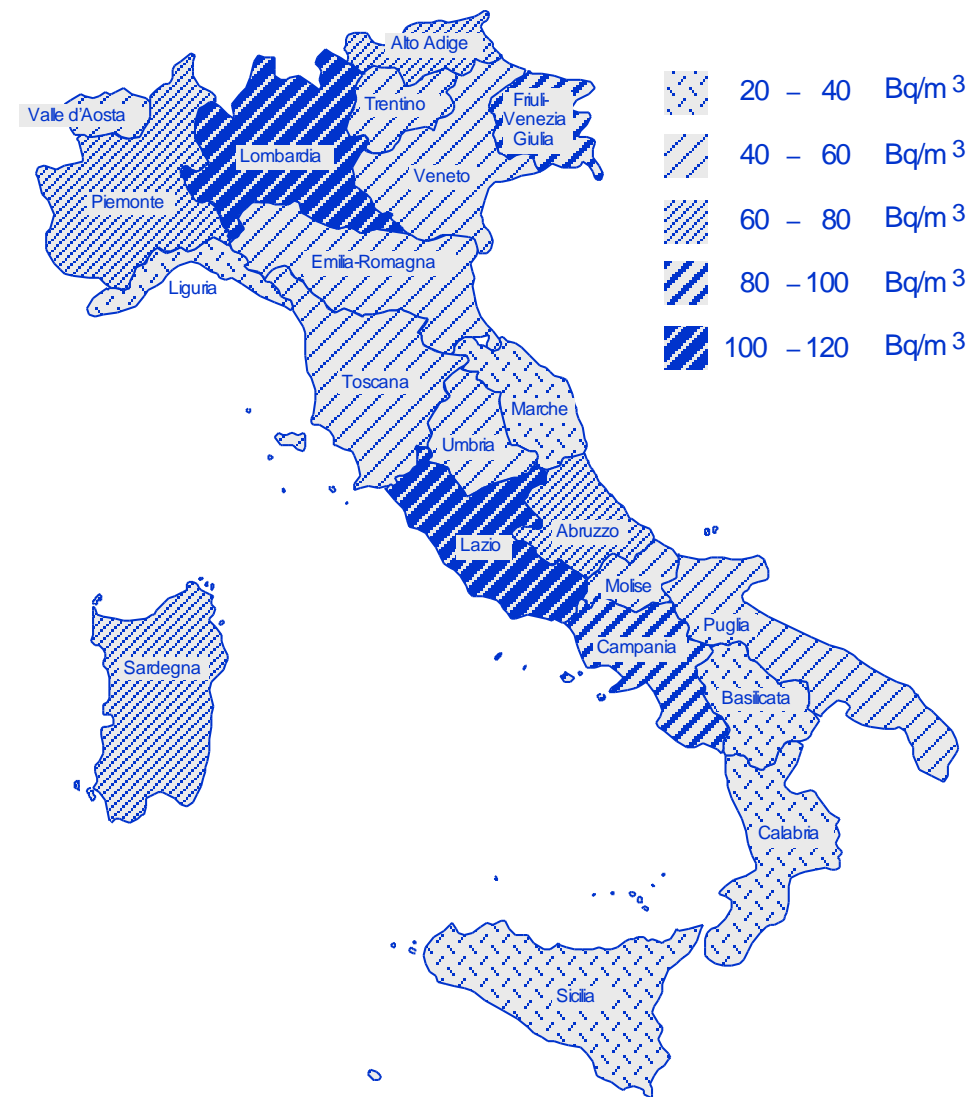 Alto Adige
Valle d'Aosta
Trentino
Friuli-
Venezia
Giulia
Lombardia
Veneto
Piemonte
Emilia-Romagna
Liguria
Toscana
Marche
Umbria
Lazio
Abruzzo
Molise
Puglia
Campania
Sardegna
Basilicata
Calabria
Sicilia
20 – 40 Bq/m 3
40 – 60 Bq/m 3
60 – 80 Bq/m 3
80 – 100 Bq/m 3
100 – 120 Bq/m 3